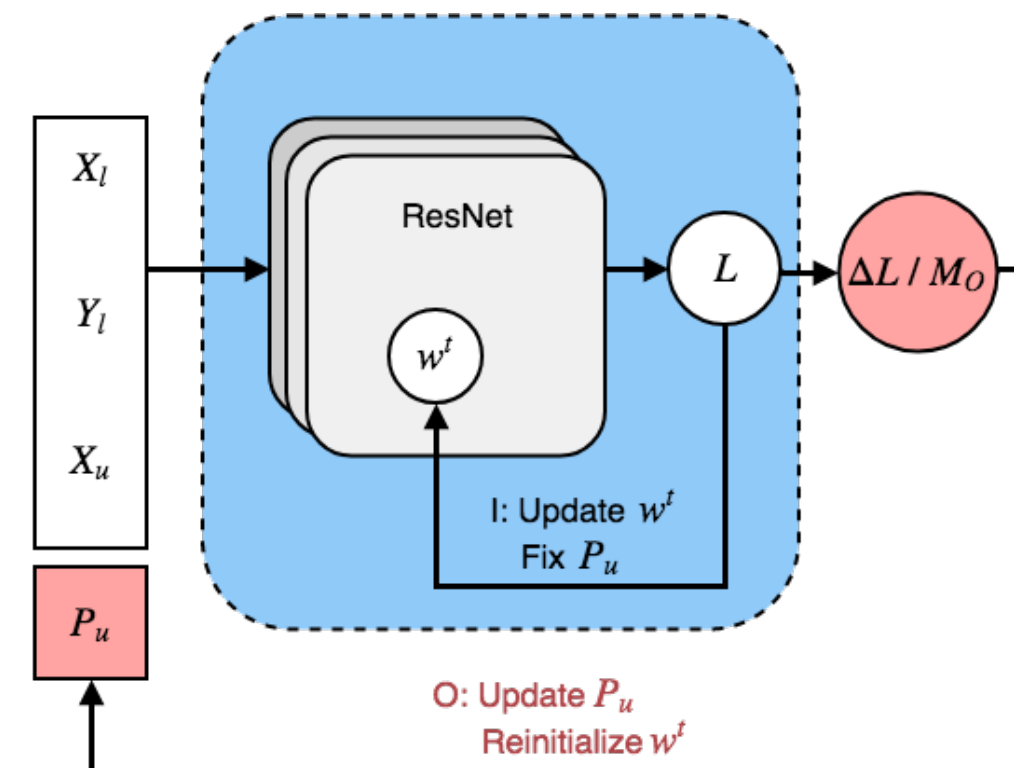 X_l
Y_l
X_u
P_u
ResNet
w^t
L
ΔL / M_O
I: Update w^t
Fix P_u
O: Update P_u
Reinitialize w^t